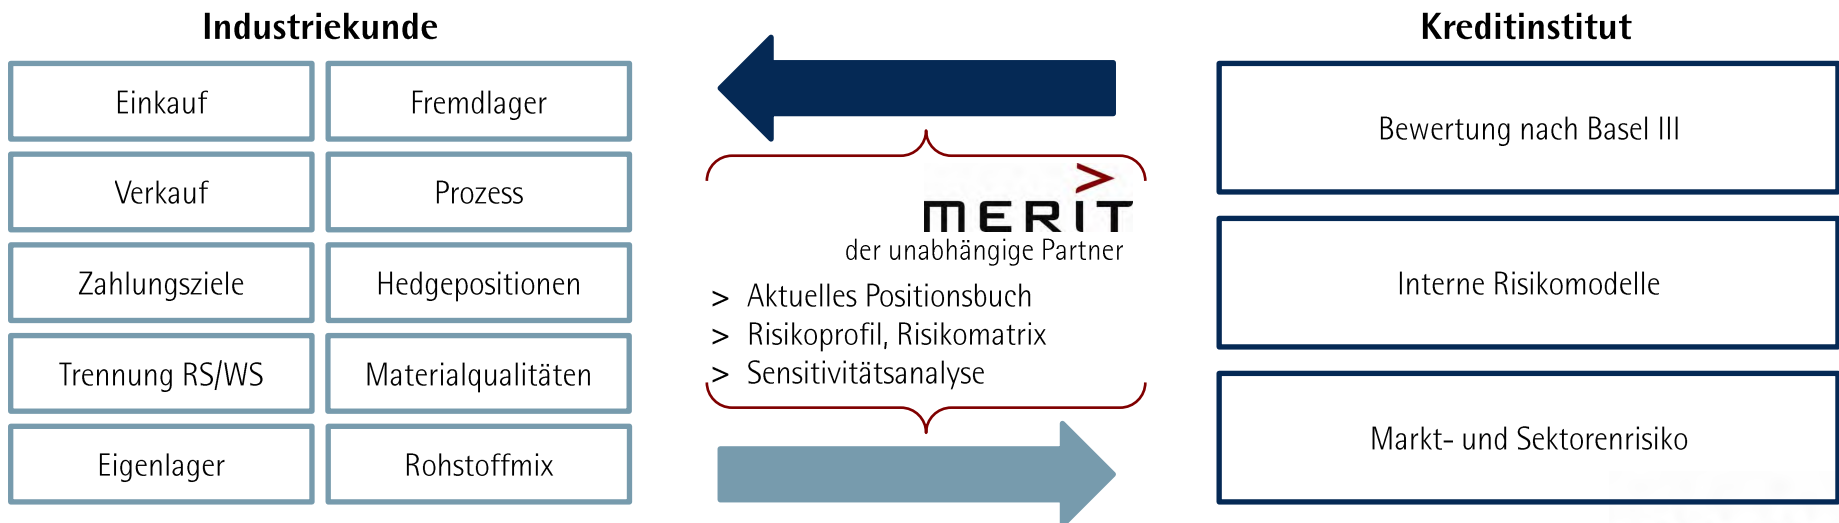 Industriekunde
Einkauf
Fremdlager
Verkauf
Prozess
Zahlungsziele
Hedgepositionen
Trennung RS/WS
Materialqualitäten
Eigenlager
Rohstoffmix
MERIT
der unabhängige Partner
> Aktuelles Positionsbuch
> Risikoprofil, Risikomatrix
> Sensitivitätsanalyse
Kreditinstitut
Bewertung nach Basel III
Interne Risikomodelle
Markt- und Sektorenrisiko